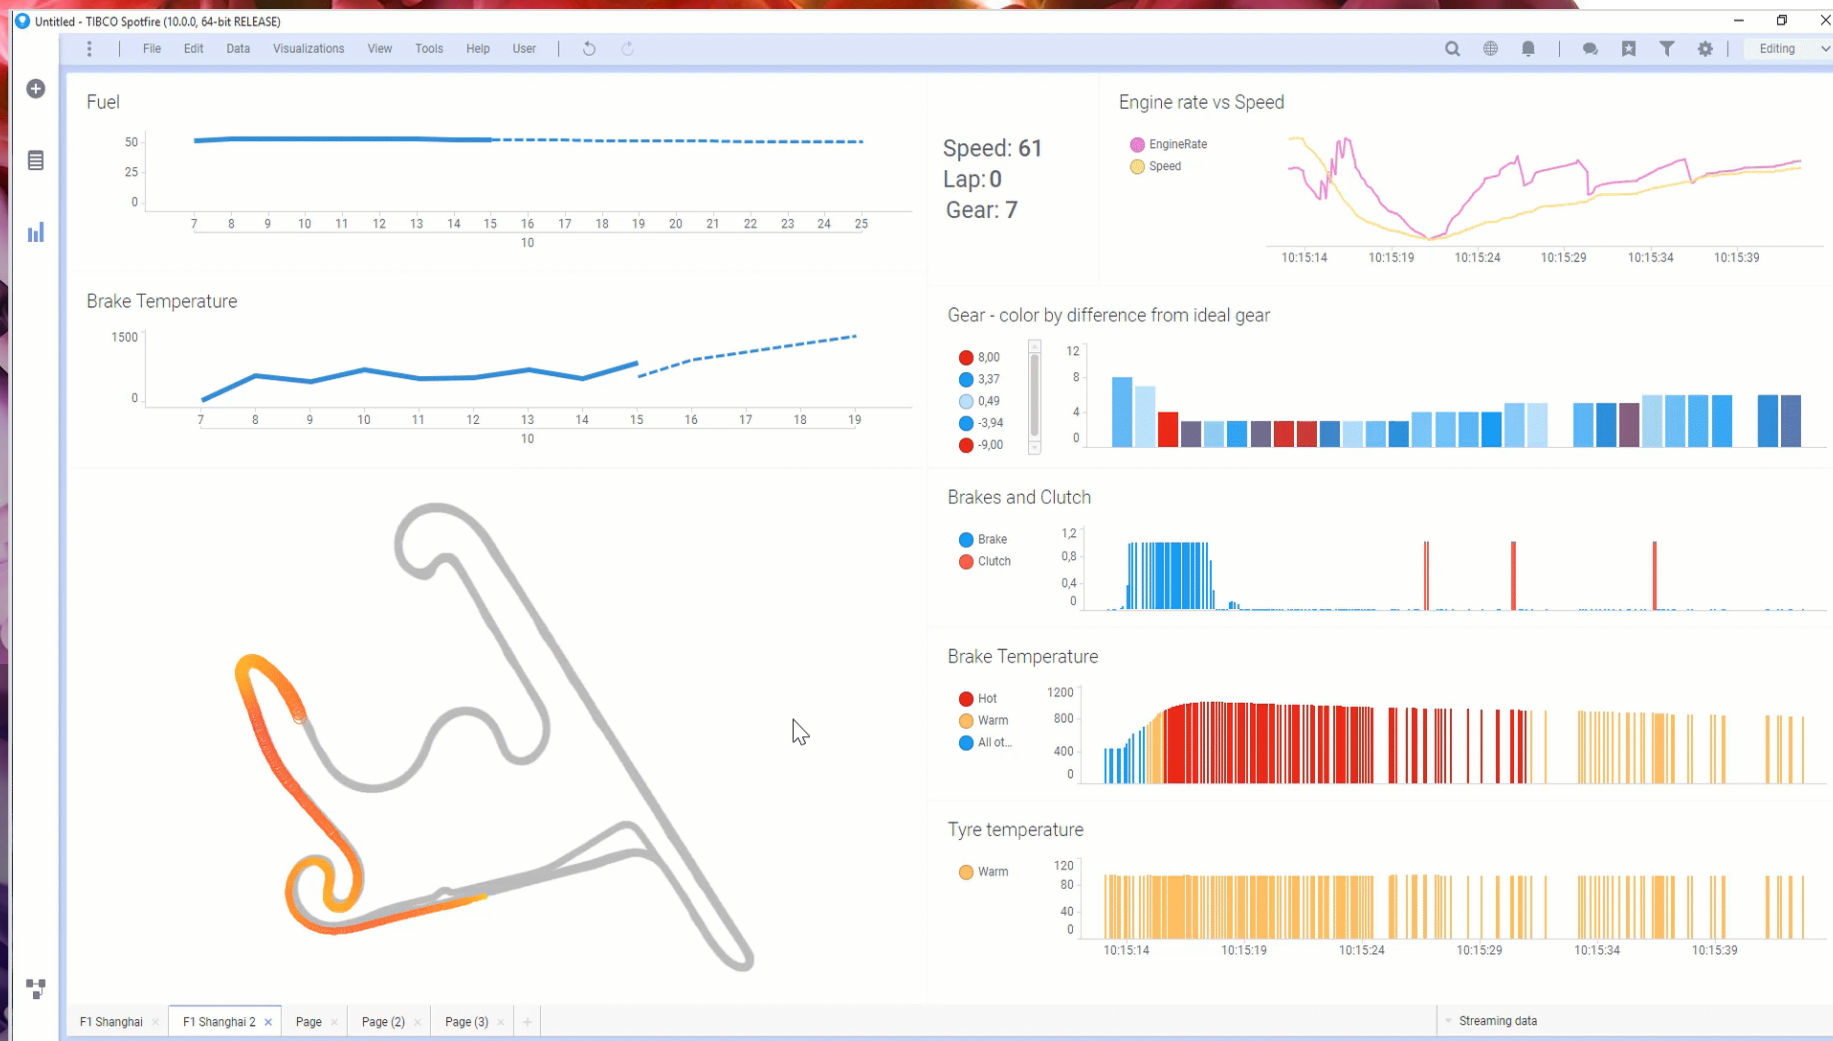 Untitled - TIBCO Spotfire (10.0.0, 64-bit RELEASE)
File Edit Data Visualizations View Tools Help User
Editing
Fuel
50
25
0
7 8 9 10 11 12 13 14 15 16 17 18 19 20 21 22 23 24 25
10
Speed: 61
Lap: 0
Gear: 7
Engine rate vs Speed
EngineRate
Speed
10:15:14 10:15:19 10:15:24 10:15:29 10:15:34 10:15:39
Brake Temperature
1500
0
7 8 9 10 11 12 13 14 15 16 17 18 19
10
Gear - color by difference from ideal gear
8,00
3,37
0,49
-3,94
-9,00
12
8
4
0
Brakes and Clutch
Brake
Clutch
1,2
0,8
0,4
0
Brake Temperature
Hot
Warm
All ot...
1200
800
400
0
Tyre temperature
Warm
120
80
40
0
10:15:14 10:15:19 10:15:24 10:15:29 10:15:34 10:15:39
F1 Shanghai F1 Shanghai 2 Page Page (2) Page (3)
Streaming data